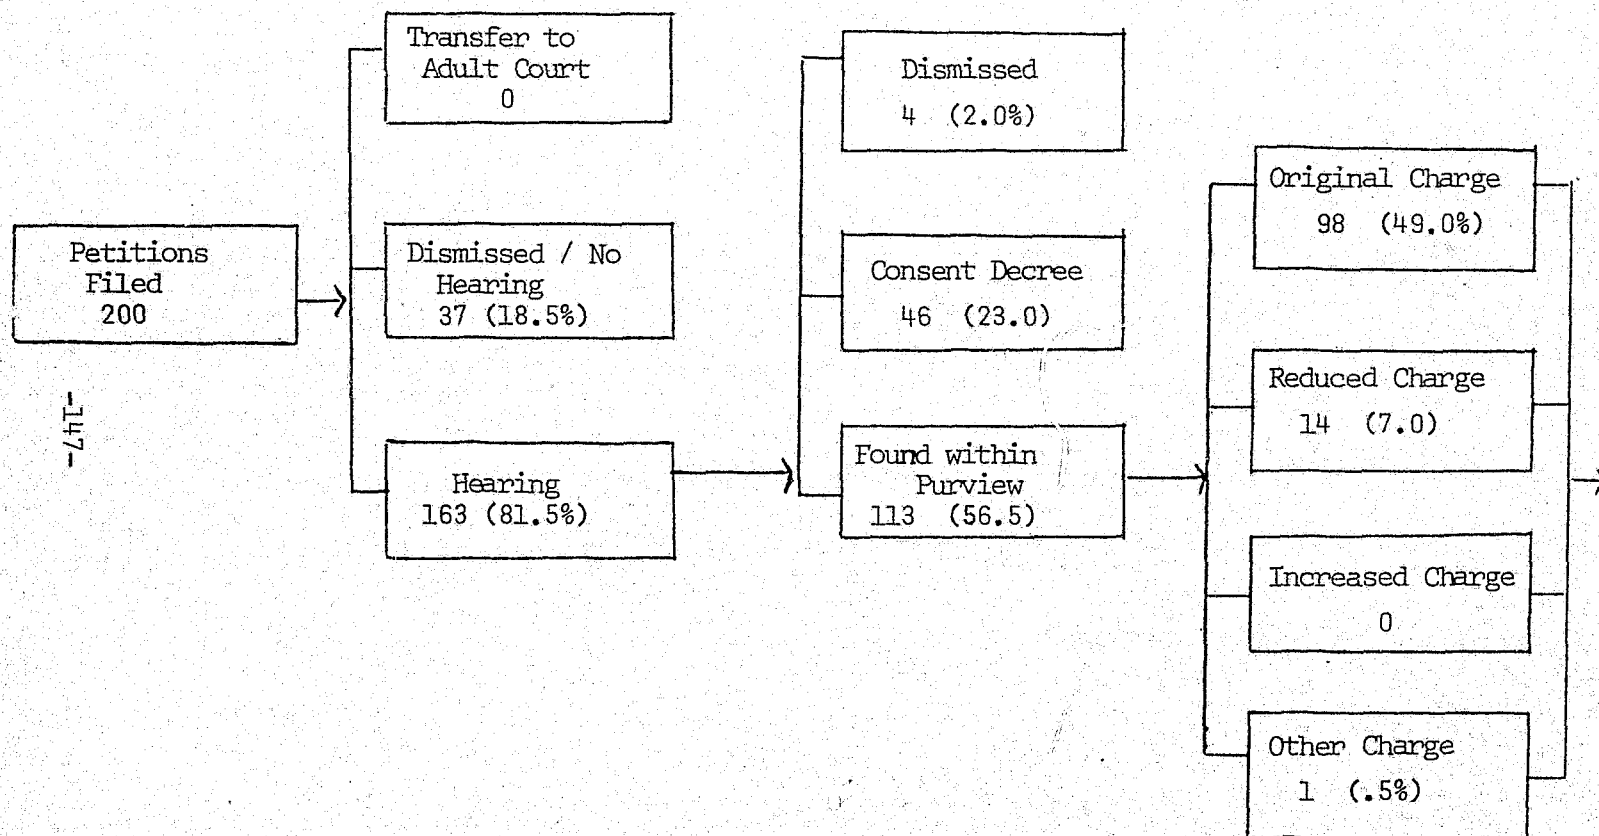 Petitions
Filed
200
-147-
Transfer to
Adult Court
0
Dismissed / No
Hearing
37 (18.5%)
Hearing
163 (81.5%)
Dismissed
4 (2.0%)
Consent Decree
46 (23.0)
Found within
Purview
113 (56.5)
Original Charge
98 (49.0%)
Reduced Charge
14 (7.0)
Increased Charge
0
Other Charge
1 (.5%)